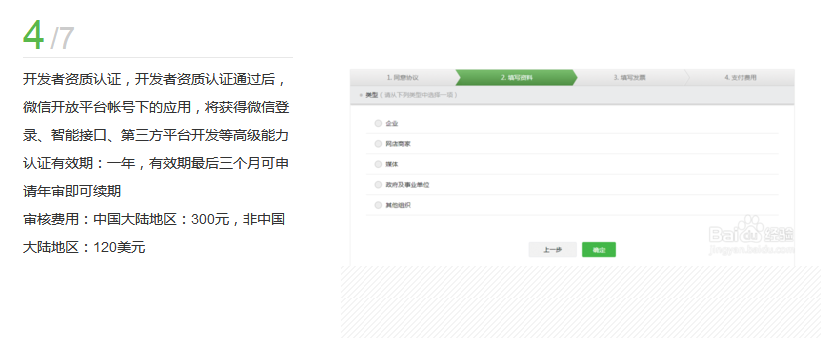 4 /7
开发者资质认证，开发者资质认证通过后，
微信开放平台帐号下的应用，将获得微信登
录、智能接口、第三方平台开发等高级能力
认证有效期：一年，有效期最后三个月可申
请年审即可续期
审核费用：中国大陆地区：300元，非中国
大陆地区：120美元
1. 同意协议 2. 填写资料 3. 填写发票 4. 支付费用
类型（请从下列类型中选择一项）
企业
网店商家
媒体
政府及事业单位
其他组织
上一步 确定
Baidu 经验
jingyan.baidu.com